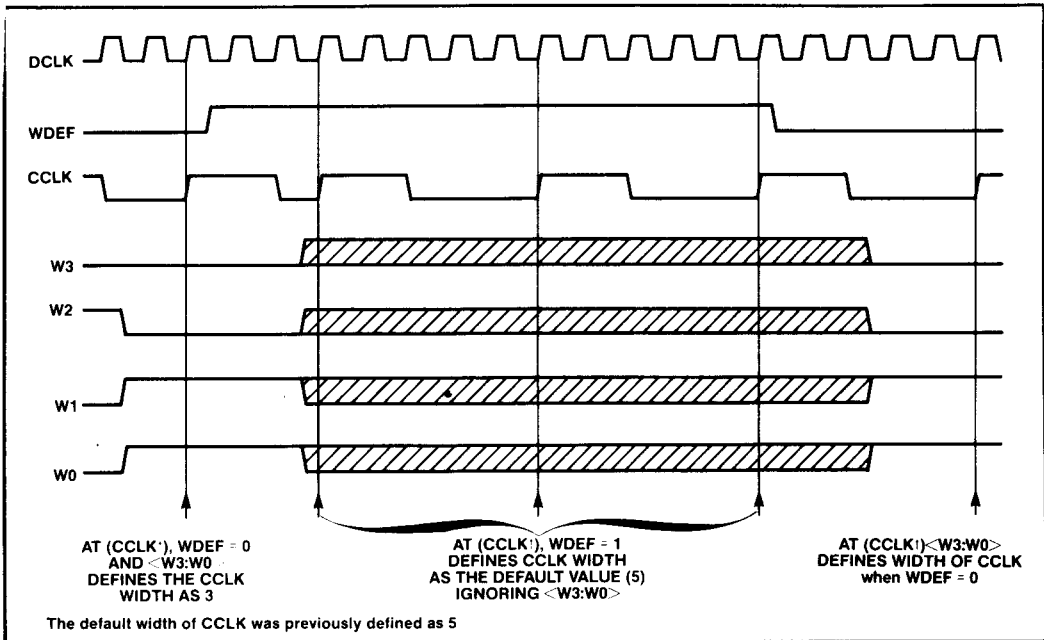 DCLK
WDEF
CCLK
W3
W2
W1
W0
AT (CCLK↑), WDEF = 0
AND <W3:W0
DEFINES THE CCLK
WIDTH AS 3
AT (CCLK↑), WDEF = 1
DEFINES CCLK WIDTH
AS THE DEFAULT VALUE (5)
IGNORING <W3:W0>
AT (CCLK↑)<W3:W0>
DEFINES WIDTH OF CCLK
when WDEF = 0
The default width of CCLK was previously defined as 5